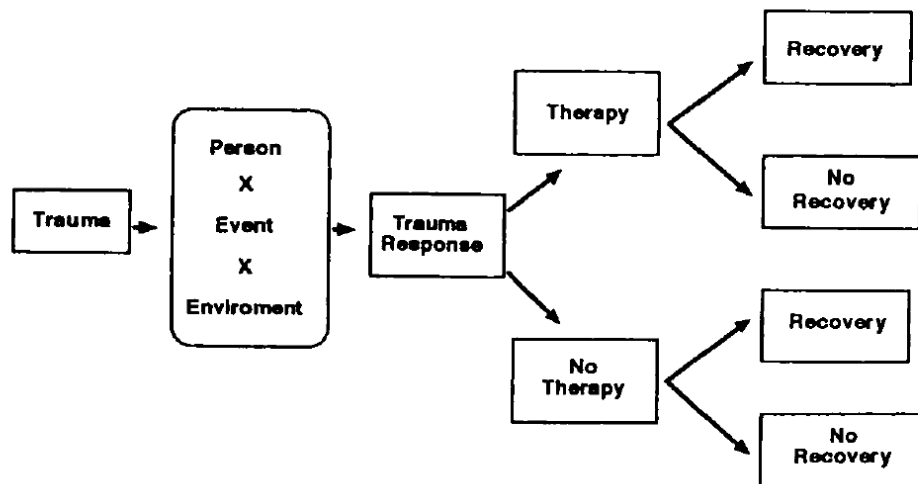 Trauma
Person
X
Event
X
Enviroment
Trauma
Response
Therapy
No
Therapy
Recovery
No
Recovery
Recovery
No
Recovery